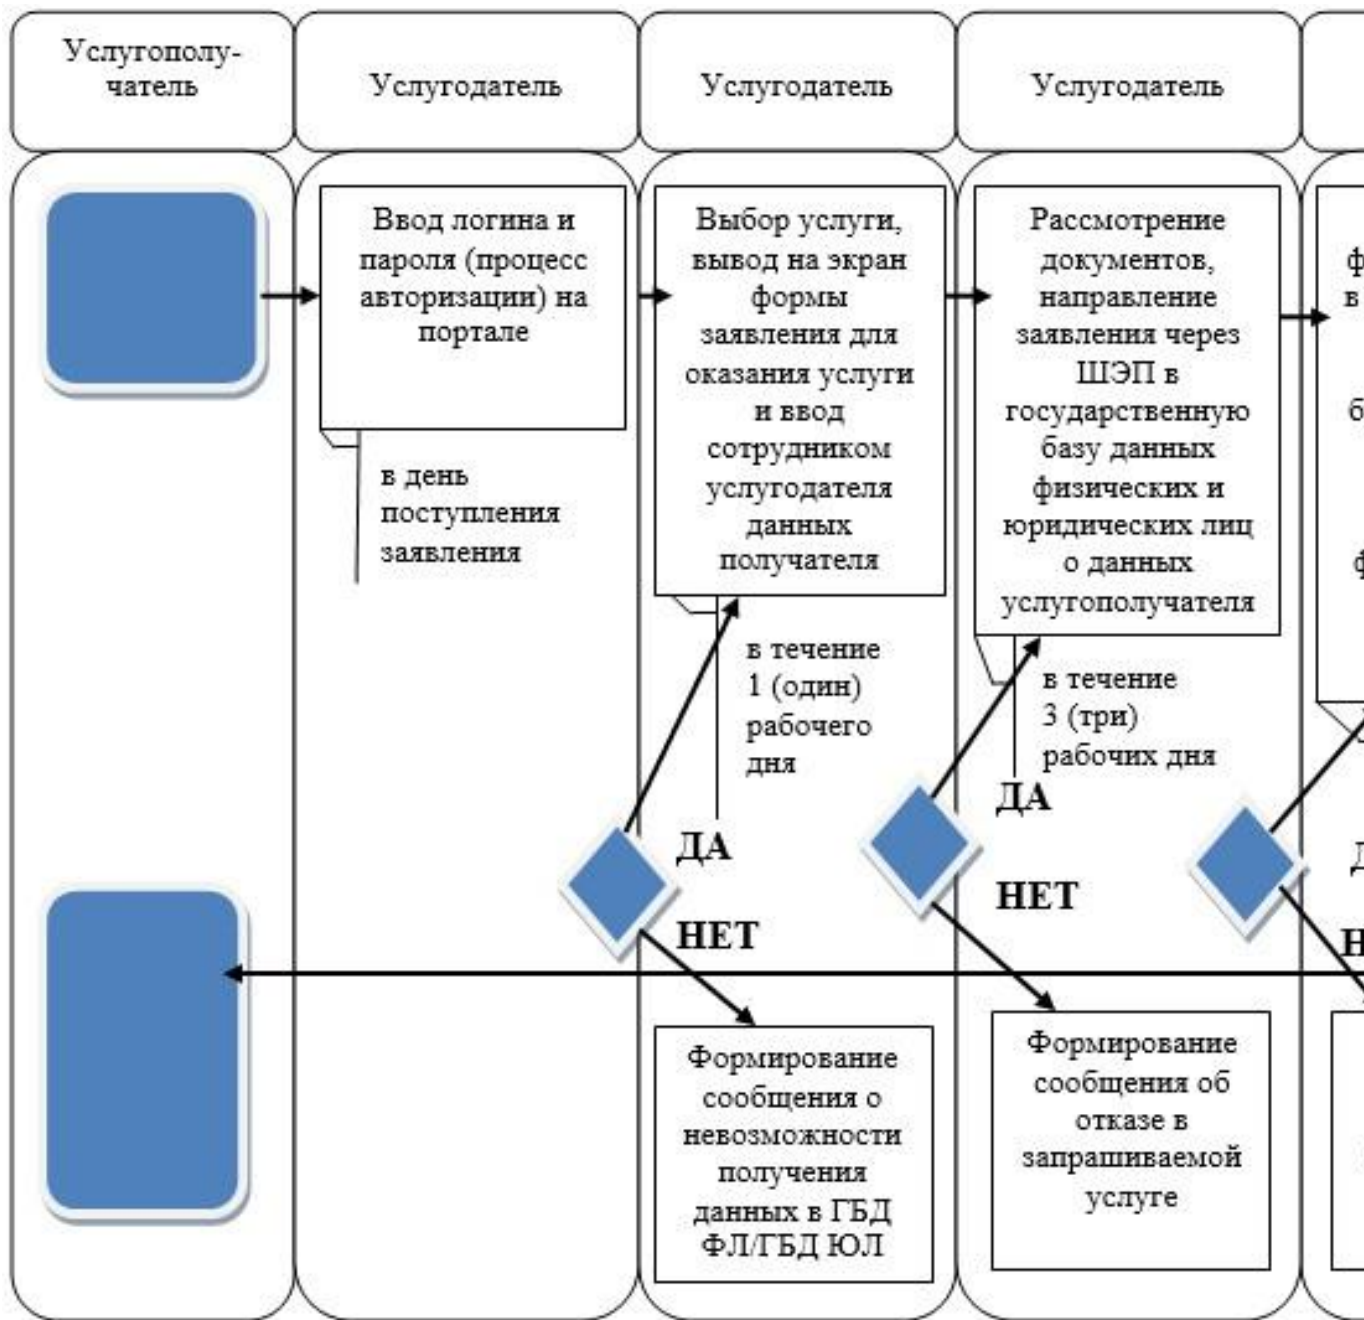 Услугополу-
чатель
Услугодатель
Услугодатель
Услугодатель
Ввод логина и
пароля (процесс
авторизации) на
портале
в день
поступления
заявления
Выбор услуги,
вывод на экран
формы
заявления для
оказания услуги
и ввод
сотрудником
услугодателя
данных
получателя
в течение
1 (один)
рабочего
дня
ДА
НЕТ
Формирование
сообщения о
невозможности
получения
данных в ГБД
ФЛ/ГБД ЮЛ
Рассмотрение
документов,
направление
заявления через
ШЭП в
государственную
базу данных
физических и
юридических лиц
о данных
услугополучателя
в течение
3 (три)
рабочих дня
ДА
НЕТ
Формирование
сообщения об
отказе в
запрашиваемой
услуге
в